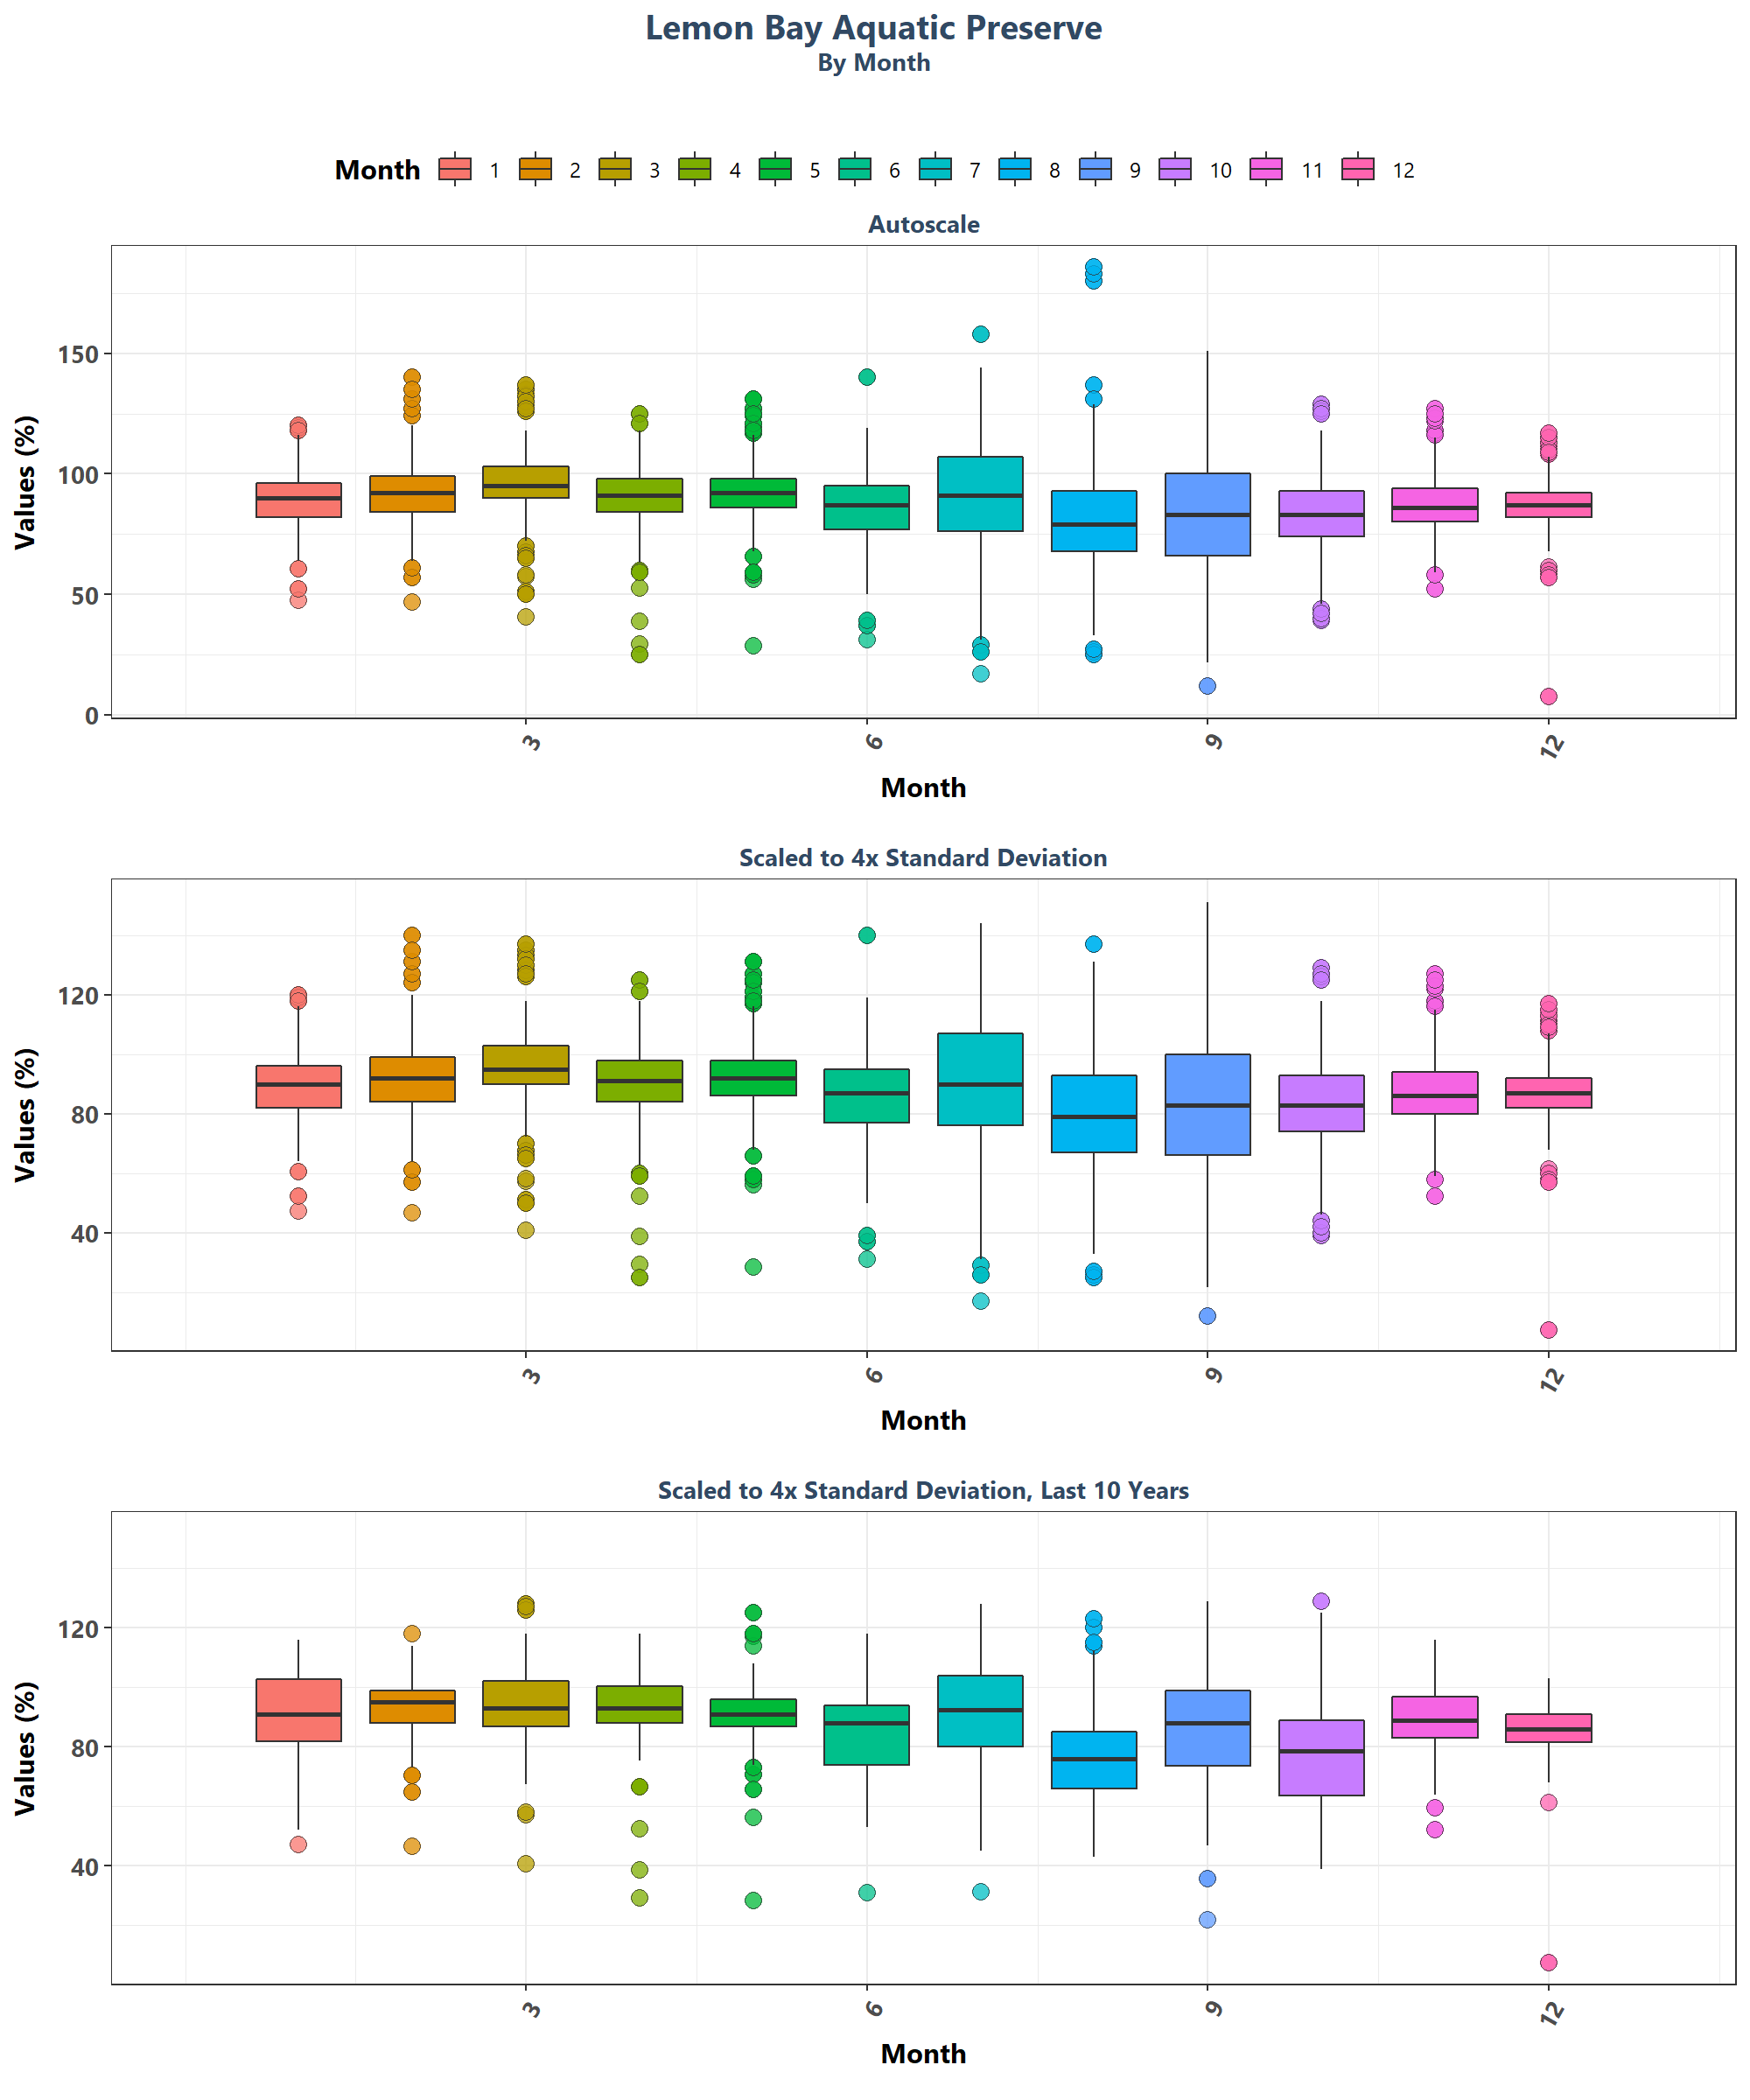 Lemon Bay Aquatic Preserve
By Month
Month 1 2 3 4 5 6 7 8 9 10 11 12
Autoscale
Values (%)
150
100
50
0
3 6 9 12
Month
Scaled to 4x Standard Deviation
Values (%)
120
80
40
3 6 9 12
Month
Scaled to 4x Standard Deviation, Last 10 Years
Values (%)
120
80
40
3 6 9 12
Month